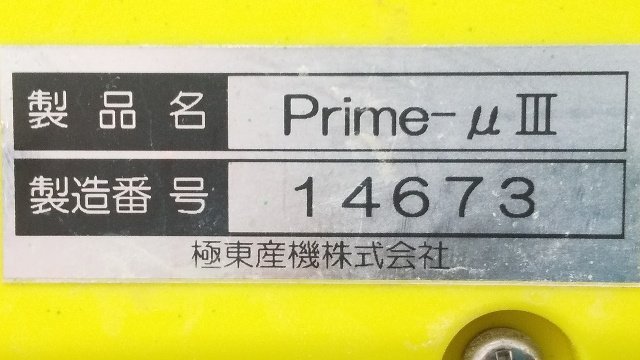 製品名 Prime-μⅢ
製造番号 14673
極東産機株式会社